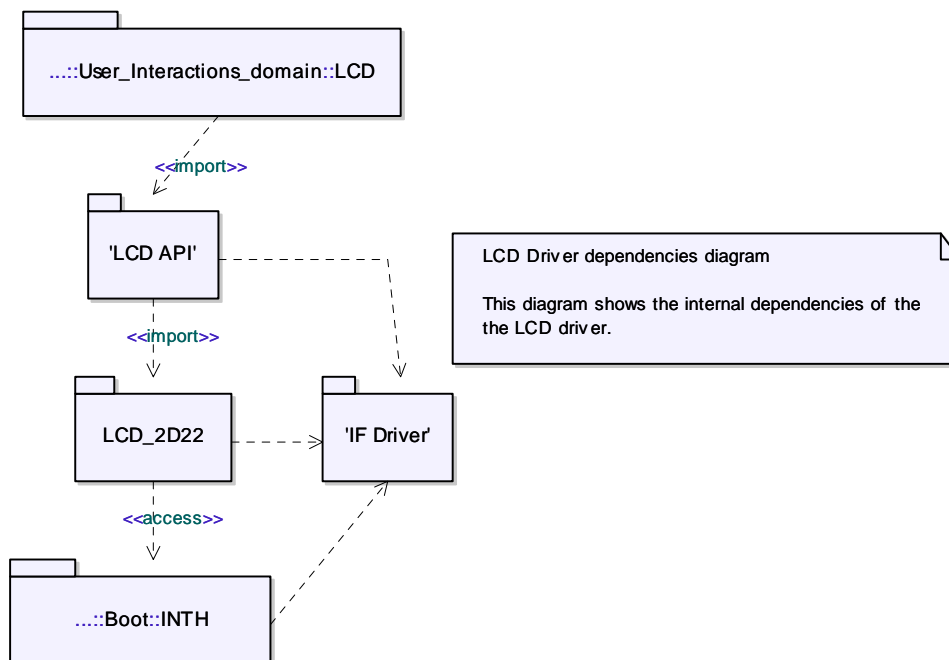 ...::User_Interactions_domain::LCD
<<import>>
'LCD API'
LCD Driver dependencies diagram
This diagram shows the internal dependencies of the
the LCD driver.
<<import>>
LCD_2D22
'IF Driver'
<<access>>
...::Boot::INTH